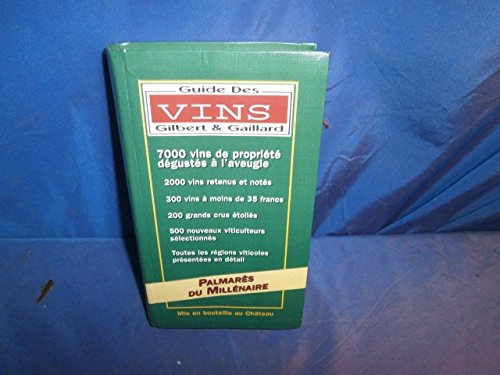 Guide Des
VINS
Gilbert & Gaillard
7000 vins de propriété
dégustés à l'aveugle
2000 vins retenus et notés
300 vins à moins de 35 francs
200 grands crus étoilés
500 nouveaux viticulteurs
sélectionnés
Toutes les régions viticoles
présentées en détail
PALMARÈS
DU MILLÉNAIRE
Mis en bouteille au Château